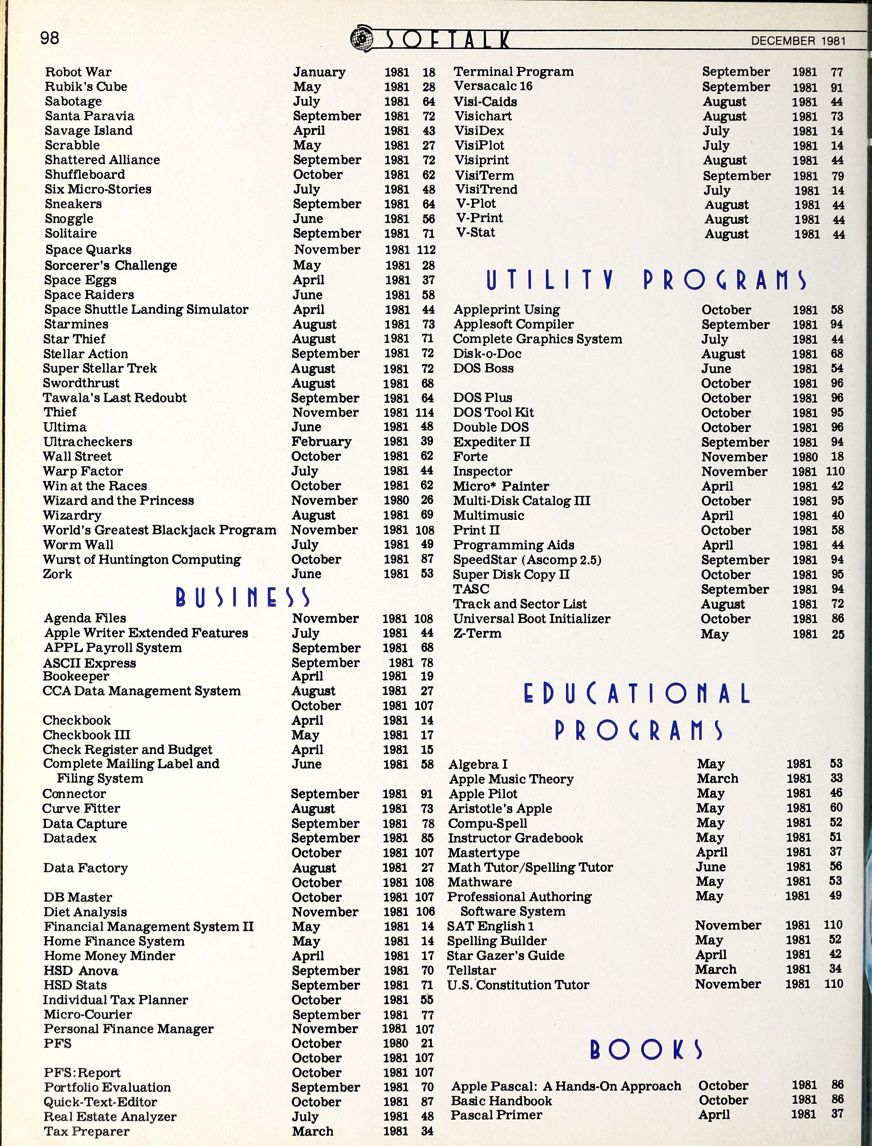 98
SOFTALK
DECEMBER 1981
Robot War January 1981 18
Rubik's Cube May 1981 28
Sabotage July 1981 64
Santa Paravia September 1981 72
Savage Island April 1981 43
Scrabble May 1981 27
Shattered Alliance September 1981 72
Shuffleboard October 1981 62
Six Micro-Stories July 1981 48
Sneakers September 1981 64
Snoggle June 1981 56
Solitaire September 1981 71
Space Quarks November 1981 112
Sorcerer's Challenge May 1981 28
Space Eggs April 1981 37
Space Raiders June 1981 58
Space Shuttle Landing Simulator April 1981 44
Starmines August 1981 73
Star Thief August 1981 71
Stellar Action September 1981 72
Super Stellar Trek August 1981 72
Swordthrust August 1981 68
Tawala's Last Redoubt September 1981 64
Thief November 1981 114
Ultima June 1981 48
Ultracheckers February 1981 39
Wall Street October 1981 62
Warp Factor July 1981 44
Win at the Races October 1981 62
Wizard and the Princess November 1980 26
Wizardry August 1981 69
World's Greatest Blackjack Program November 1981 108
Worm Wall July 1981 49
Wurst of Huntington Computing October 1981 87
Zork June 1981 53
BUSINESS
Agenda Files November 1981 108
Apple Writer Extended Features July 1981 44
APPL Payroll System September 1981 68
ASCII Express September 1981 78
Bookeeper April 1981 19
CCA Data Management System August 1981 27
October 1981 107
Checkbook April 1981 14
Checkbook III May 1981 17
Check Register and Budget April 1981 15
Complete Mailing Label and June 1981 58
Filing System
Connector September 1981 91
Curve Fitter August 1981 73
Data Capture September 1981 78
Datadex September 1981 85
October 1981 107
Data Factory August 1981 27
October 1981 108
DB Master October 1981 107
Diet Analysis November 1981 106
Financial Management System II May 1981 14
Home Finance System May 1981 14
Home Money Minder April 1981 17
HSD Anova September 1981 70
HSD Stats September 1981 71
Individual Tax Planner October 1981 55
Micro-Courier September 1981 77
Personal Finance Manager November 1981 107
PFS October 1980 21
October 1981 107
PFS:Report October 1981 107
Portfolio Evaluation September 1981 70
Quick-Text-Editor October 1981 87
Real Estate Analyzer July 1981 48
Tax Preparer March 1981 34
Terminal Program September 1981 77
Versacalc 16 September 1981 91
Visi-Caids August 1981 44
Visichart August 1981 73
VisiDex July 1981 14
VisiPlot July 1981 14
Visiprint August 1981 44
VisiTerm September 1981 79
VisiTrend July 1981 14
V-Plot August 1981 44
V-Print August 1981 44
V-Stat August 1981 44
UTILITY PROGRAMS
Appleprint Using October 1981 58
Applesoft Compiler September 1981 94
Complete Graphics System July 1981 44
Disk-o-Doc August 1981 68
DOS Boss June 1981 54
October 1981 96
DOS Plus October 1981 96
DOS Tool Kit October 1981 95
Double DOS October 1981 96
Expediter II September 1981 94
Forte November 1980 18
Inspector November 1981 110
Micro* Painter April 1981 42
Multi-Disk Catalog III October 1981 95
Multimusic April 1981 40
Print II October 1981 58
Programming Aids April 1981 44
SpeedStar (Ascomp 2.5) September 1981 94
Super Disk Copy II October 1981 95
TASC September 1981 94
Track and Sector List August 1981 72
Universal Boot Initializer October 1981 86
Z-Term May 1981 25
EDUCATIONAL
PROGRAMS
Algebra I May 1981 53
Apple Music Theory March 1981 33
Apple Pilot May 1981 46
Aristotle's Apple May 1981 60
Compu-Spell May 1981 52
Instructor Gradebook May 1981 51
Mastertype April 1981 37
Math Tutor/Spelling Tutor June 1981 56
Mathware May 1981 53
Professional Authoring May 1981 49
Software System
SAT English 1 November 1981 110
Spelling Builder May 1981 52
Star Gazer's Guide April 1981 42
Tellstar March 1981 34
U.S. Constitution Tutor November 1981 110
BOOKS
Apple Pascal: A Hands-On Approach October 1981 86
Basic Handbook October 1981 86
Pascal Primer April 1981 37